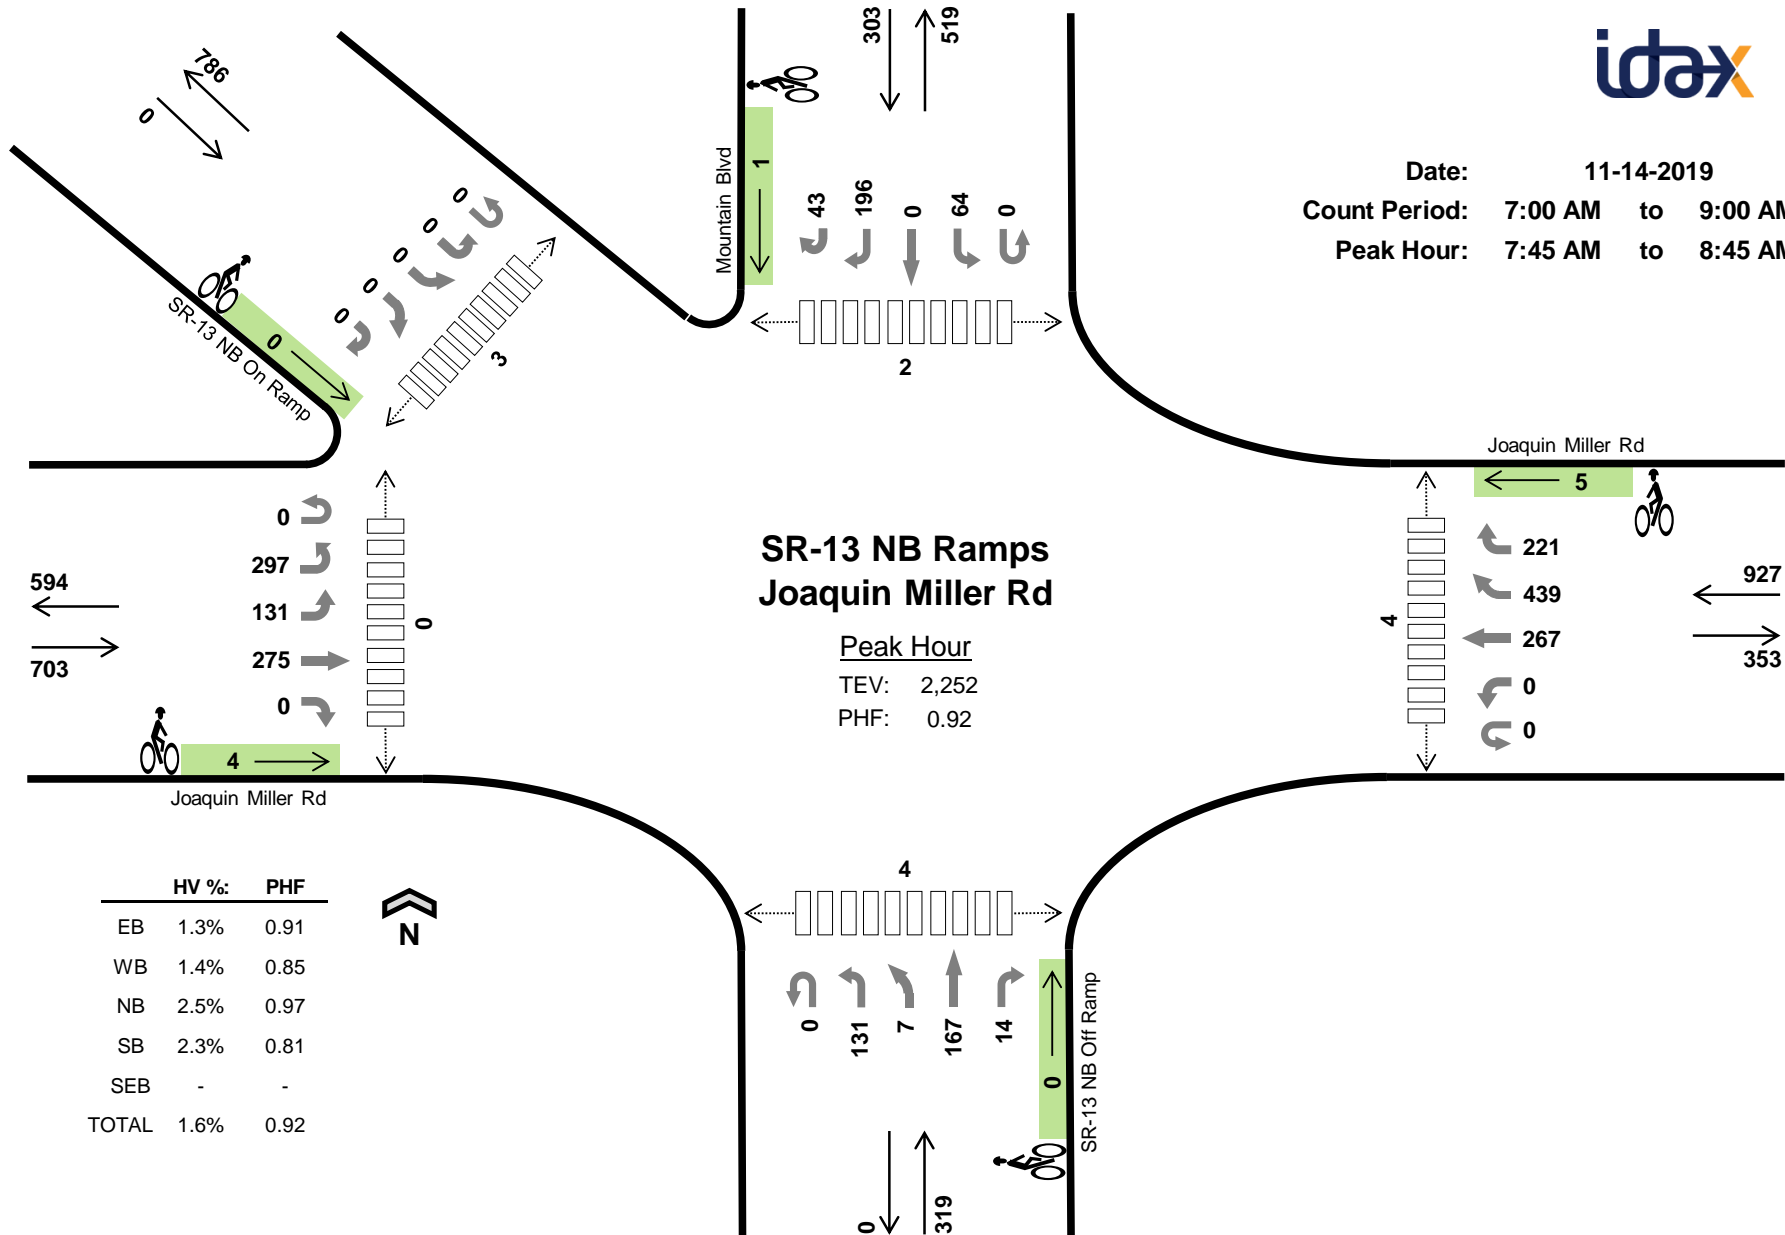 idax
Date: 11-14-2019
Count Period: 7:00 AM to 9:00 AM
Peak Hour: 7:45 AM to 8:45 AM
786
0
303
519
SR-13 NB On Ramp
0
0
0
0
0
0
3
Mountain Blvd
1
43
196
0
64
0
2
Joaquin Miller Rd
5
221
439
267
0
0
4
927
353
0
297
131
275
0
0
594
703
4
Joaquin Miller Rd
SR-13 NB Ramps
Joaquin Miller Rd
Peak Hour
TEV: 2,252
PHF: 0.92
HV %: PHF
EB 1.3% 0.91
WB 1.4% 0.85
NB 2.5% 0.97
SB 2.3% 0.81
SEB - -
TOTAL 1.6% 0.92
N
4
0
131
7
167
14
0
SR-13 NB Off Ramp
0
319